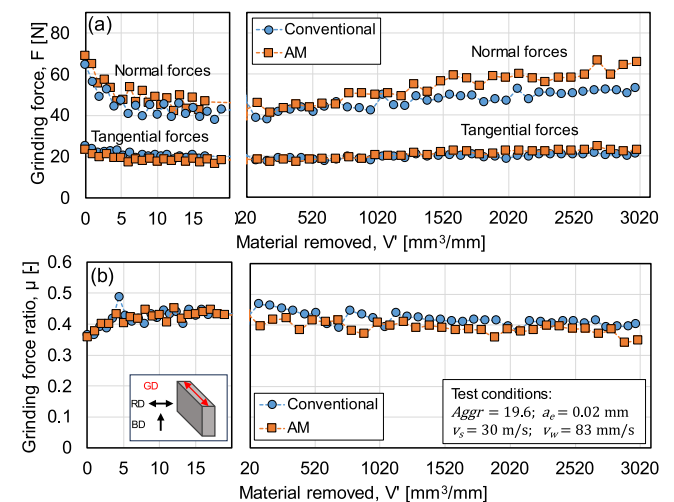 (a)
Conventional
AM
Normal forces
Normal forces
Tangential forces
Tangential forces
Grinding force, F [N]
80
60
40
20
0
0 5 10 15 20 520 1020 1520 2020 2520 3020
Material removed, V' [mm³/mm]
(b)
Grinding force ratio, μ [-]
0.6
0.5
0.4
0.3
0.2
0.1
0
GD
RD
BD
Conventional
AM
Test conditions:
Aggr = 19.6; aₑ = 0.02 mm
vₛ = 30 m/s; v_w = 83 mm/s
0 5 10 15 20 520 1020 1520 2020 2520 3020
Material removed, V' [mm³/mm]